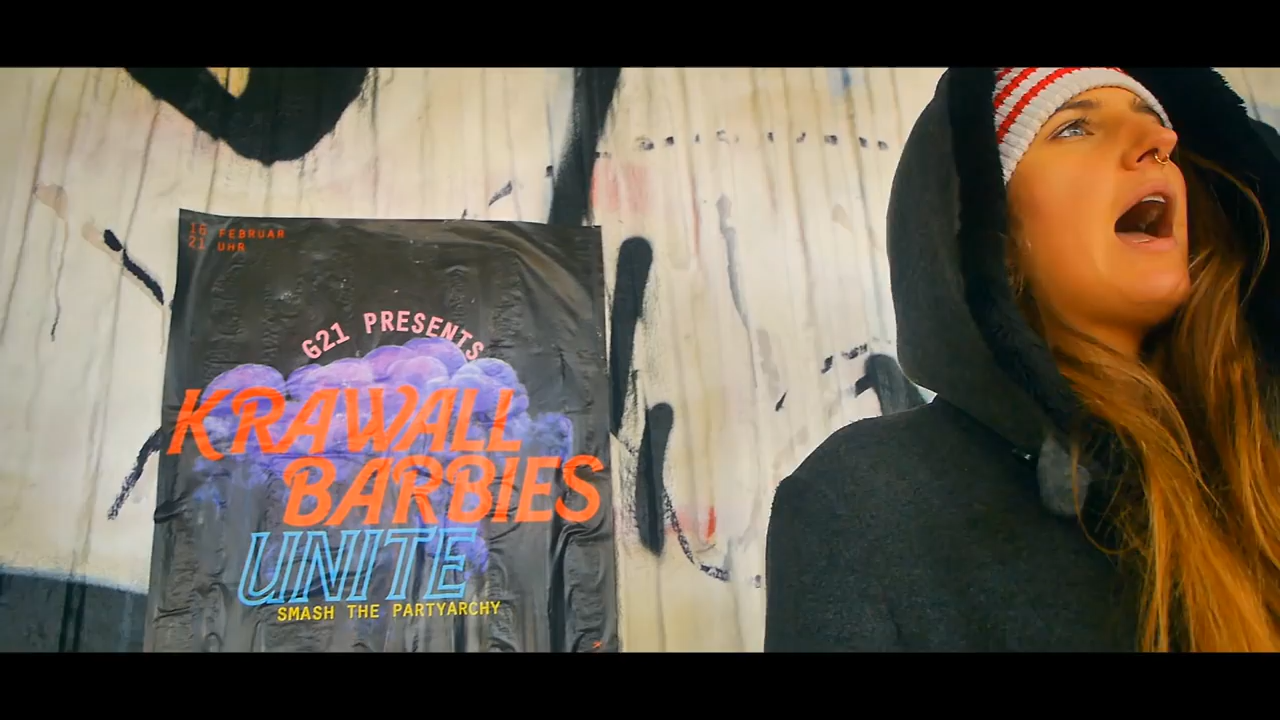 16 FEBRUAR
21 UHR
G21 PRESENTS
KRAWALL
BARBIES
UNITE
SMASH THE PARTYARCHY